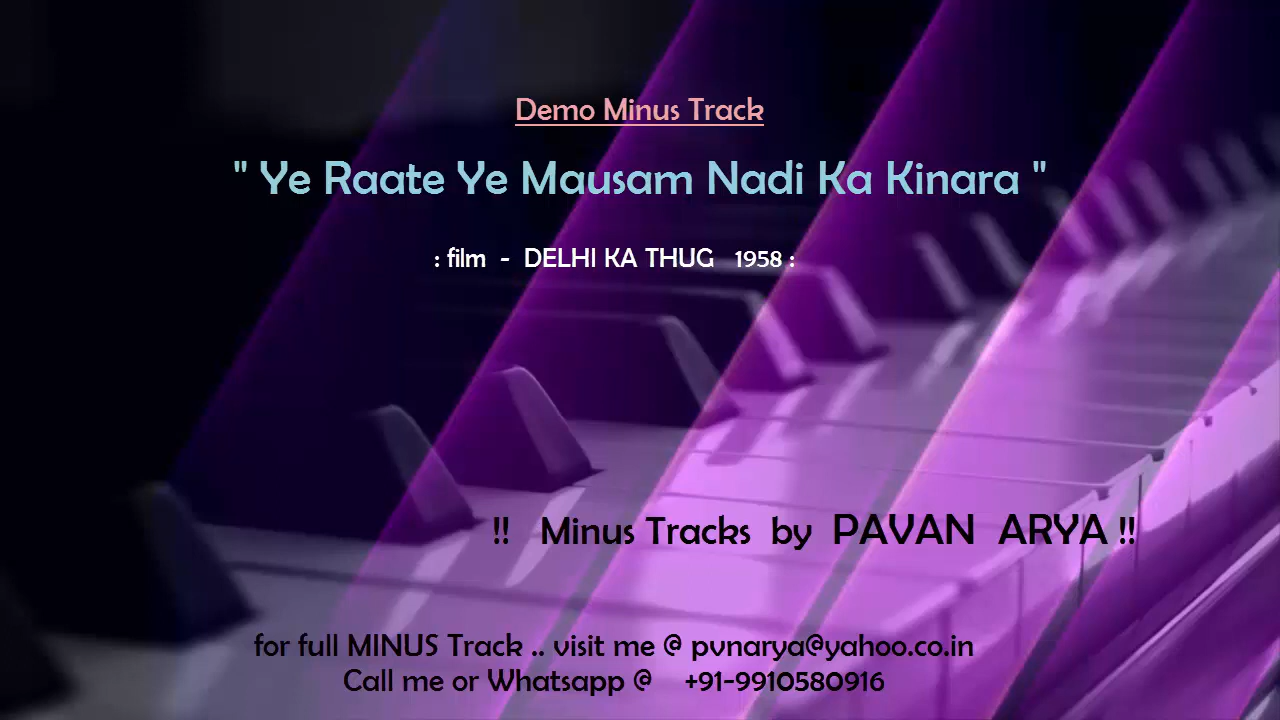 Demo Minus Track
" Ye Raate Ye Mausam Nadi Ka Kinara "
: film - DELHI KA THUG 1958 :
!! Minus Tracks by PAVAN ARYA !!
for full MINUS Track .. visit me @ pvnarya@yahoo.co.in
Call me or Whatsapp @ +91-9910580916